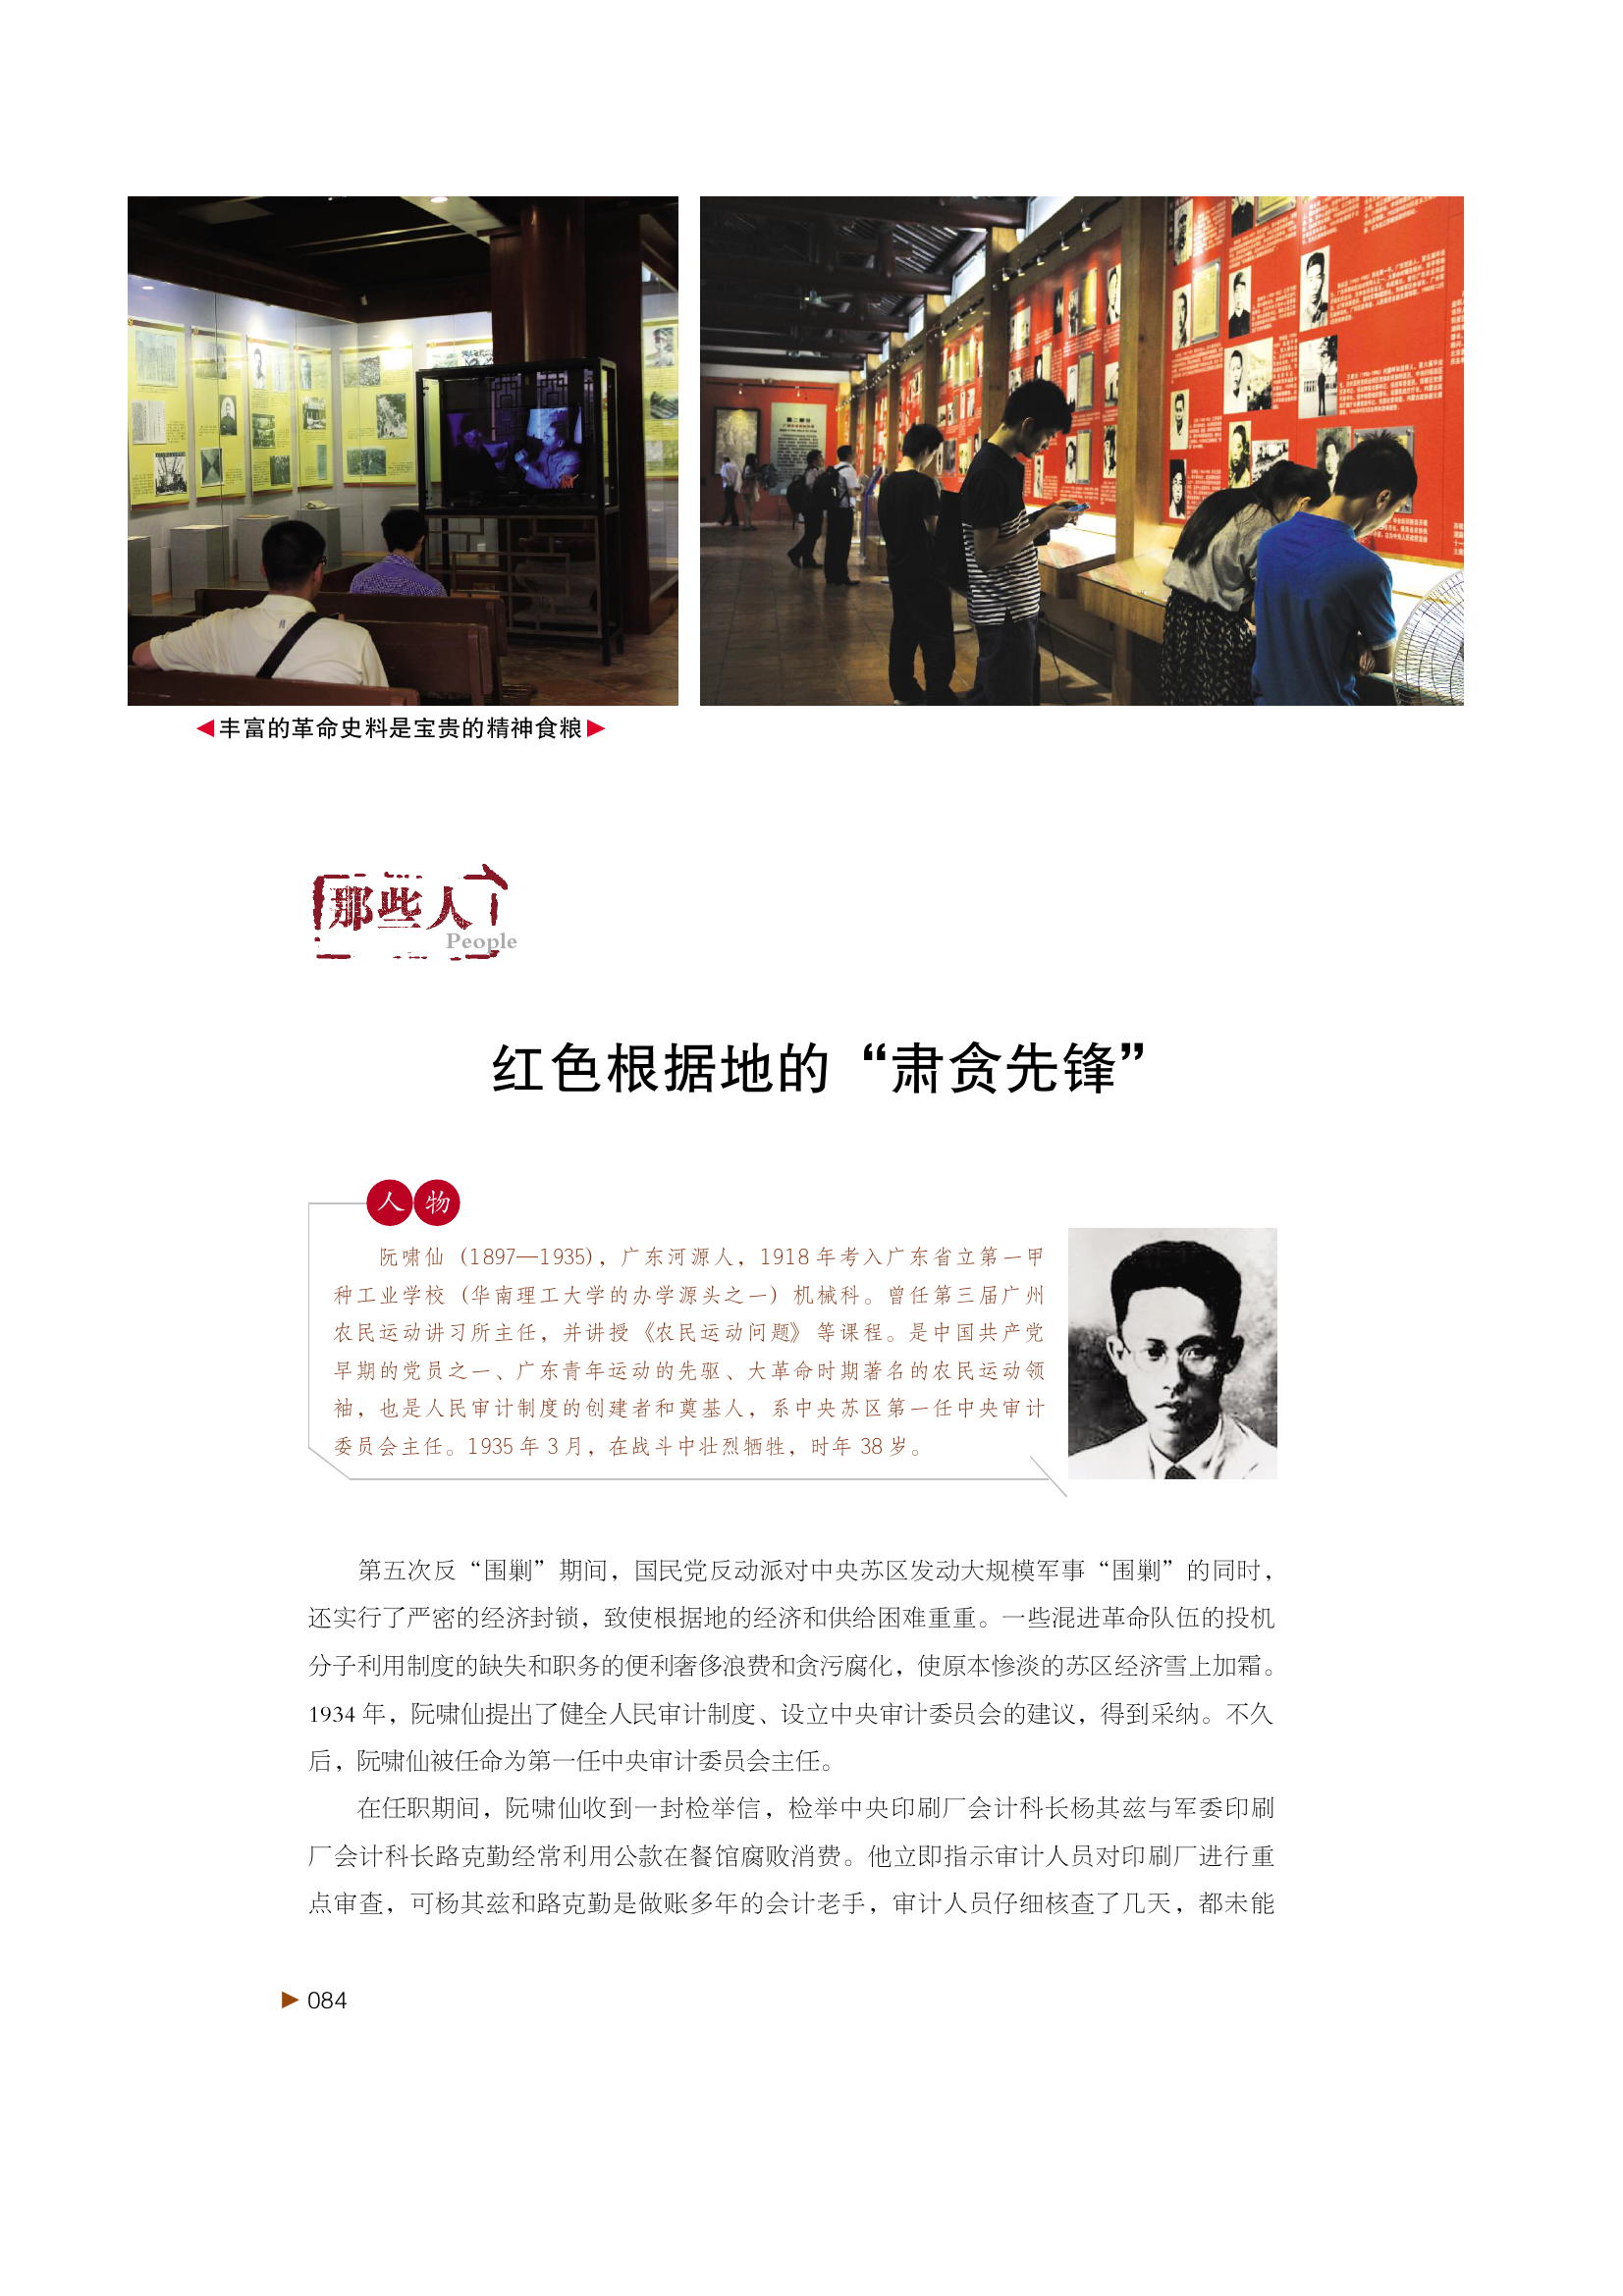 ◀丰富的革命史料是宝贵的精神食粮▶
那些人
People
红色根据地的“肃贪先锋”
人物
阮啸仙（1897—1935），广东河源人，1918 年考入广东省立第一甲
种工业学校（华南理工大学的办学源头之一）机械科。曾任第三届广州
农民运动讲习所主任，并讲授《农民运动问题》等课程。是中国共产党
早期的党员之一、广东青年运动的先驱、大革命时期著名的农民运动领
袖，也是人民审计制度的创建者和奠基人，系中央苏区第一任中央审计
委员会主任。1935 年 3 月，在战斗中壮烈牺牲，时年 38 岁。
第五次反“围剿”期间，国民党反动派对中央苏区发动大规模军事“围剿”的同时，
还实行了严密的经济封锁，致使根据地的经济和供给困难重重。一些混进革命队伍的投机
分子利用制度的缺失和职务的便利奢侈浪费和贪污腐化，使原本惨淡的苏区经济雪上加霜。
1934 年，阮啸仙提出了健全人民审计制度、设立中央审计委员会的建议，得到采纳。不久
后，阮啸仙被任命为第一任中央审计委员会主任。
在任职期间，阮啸仙收到一封检举信，检举中央印刷厂会计科长杨其兹与军委印刷
厂会计科长路克勤经常利用公款在餐馆腐败消费。他立即指示审计人员对印刷厂进行重
点审查，可杨其兹和路克勤是做账多年的会计老手，审计人员仔细核查了几天，都未能
▶ 084